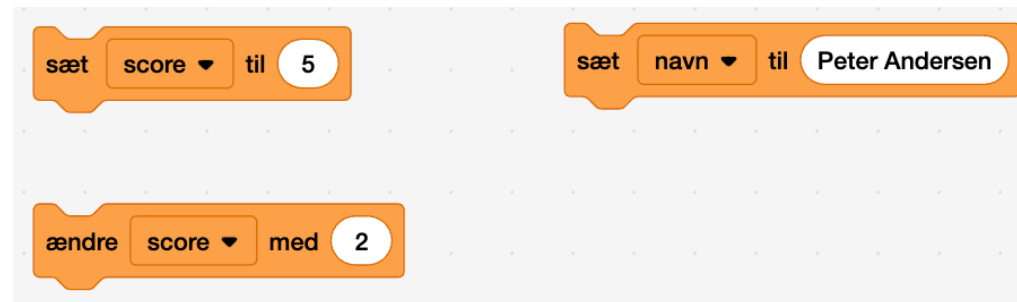 sæt score til 5
sæt navn til Peter Andersen
ændre score med 2